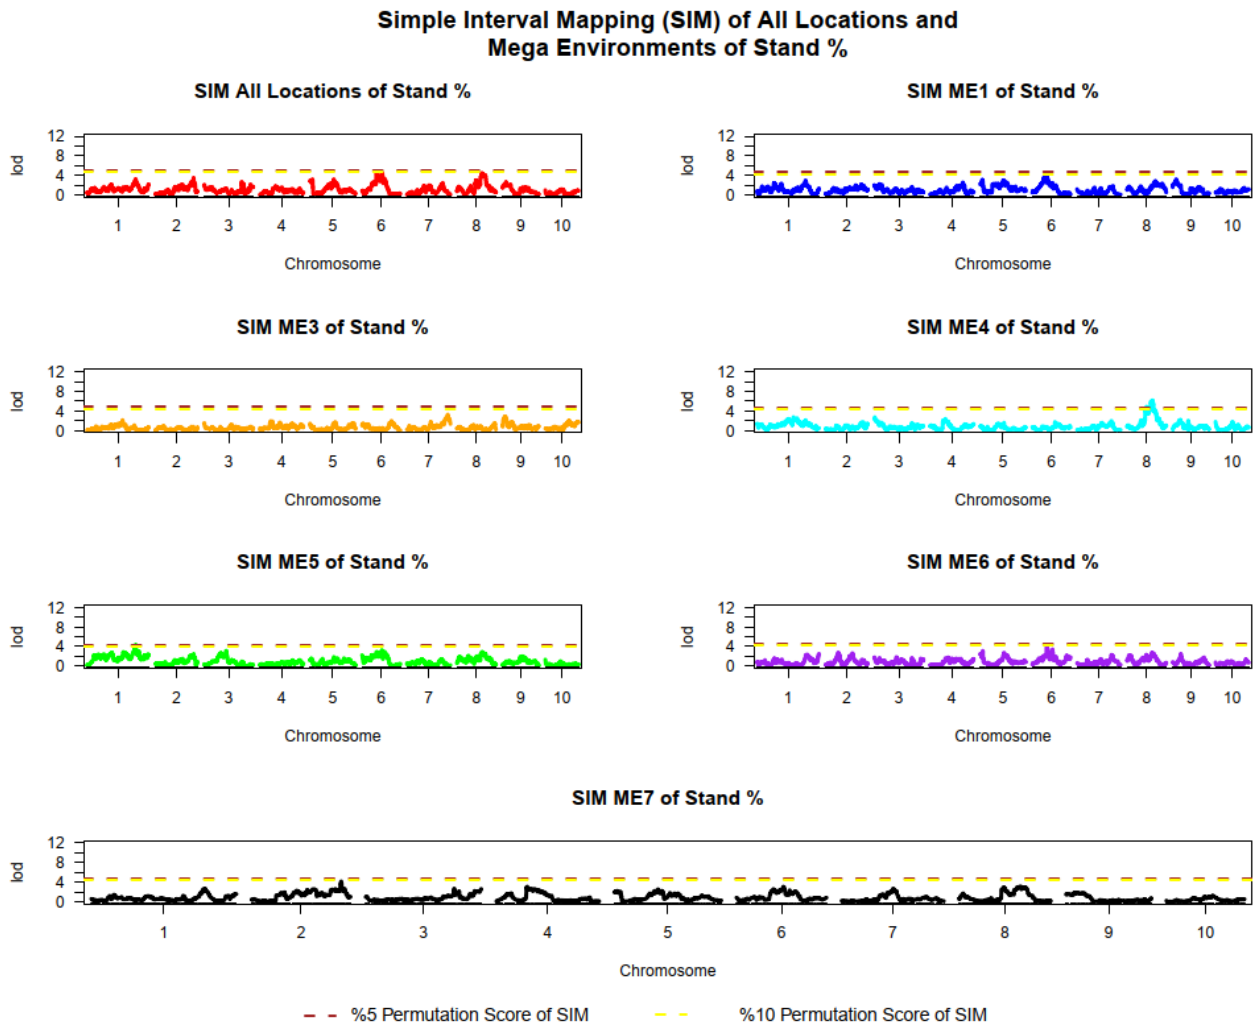 Simple Interval Mapping (SIM) of All Locations and
Mega Environments of Stand %
SIM All Locations of Stand %
lod
12
8
4
0
1 2 3 4 5 6 7 8 9 10
Chromosome
SIM ME1 of Stand %
lod
12
8
4
0
1 2 3 4 5 6 7 8 9 10
Chromosome
SIM ME3 of Stand %
lod
12
8
4
0
1 2 3 4 5 6 7 8 9 10
Chromosome
SIM ME4 of Stand %
lod
12
8
4
0
1 2 3 4 5 6 7 8 9 10
Chromosome
SIM ME5 of Stand %
lod
12
8
4
0
1 2 3 4 5 6 7 8 9 10
Chromosome
SIM ME6 of Stand %
lod
12
8
4
0
1 2 3 4 5 6 7 8 9 10
Chromosome
SIM ME7 of Stand %
lod
12
8
4
0
1 2 3 4 5 6 7 8 9 10
Chromosome
%5 Permutation Score of SIM
%10 Permutation Score of SIM